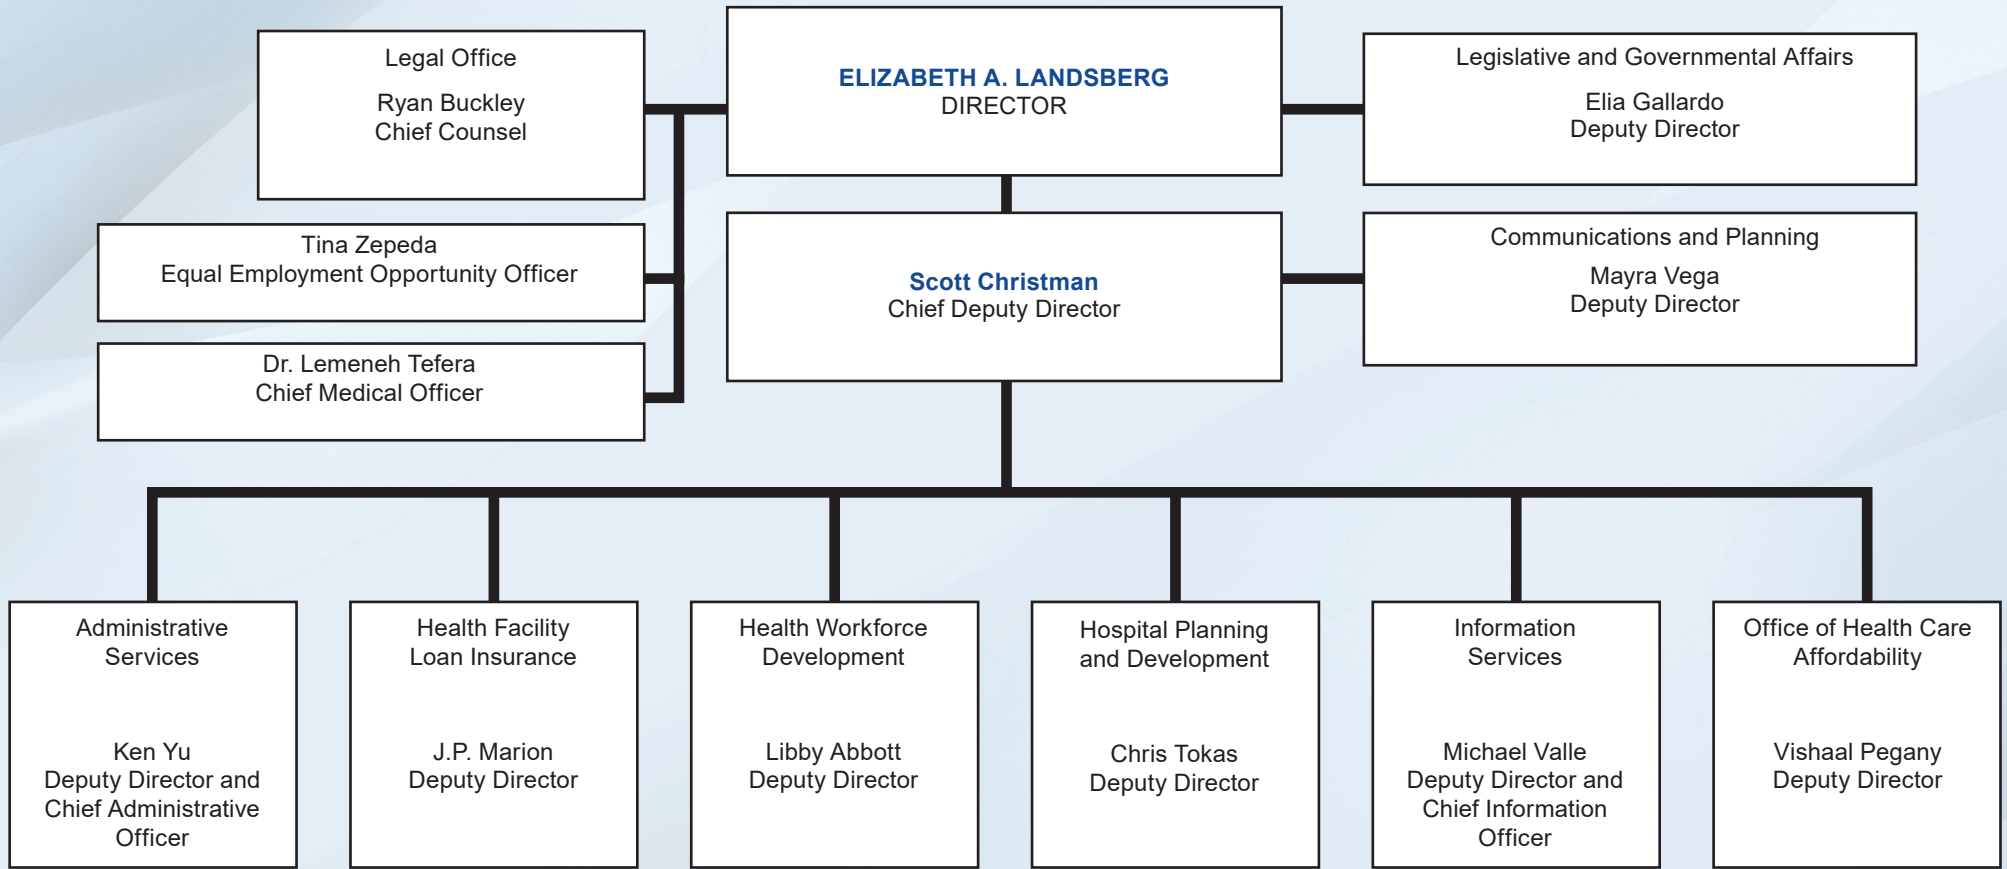 Legal Office
Ryan Buckley
Chief Counsel
ELIZABETH A. LANDSBERG
DIRECTOR
Legislative and Governmental Affairs
Elia Gallardo
Deputy Director
Tina Zepeda
Equal Employment Opportunity Officer
Scott Christman
Chief Deputy Director
Communications and Planning
Mayra Vega
Deputy Director
Dr. Lemeneh Tefera
Chief Medical Officer
Administrative
Services
Ken Yu
Deputy Director and
Chief Administrative
Officer
Health Facility
Loan Insurance
J.P. Marion
Deputy Director
Health Workforce
Development
Libby Abbott
Deputy Director
Hospital Planning
and Development
Chris Tokas
Deputy Director
Information
Services
Michael Valle
Deputy Director and
Chief Information
Officer
Office of Health Care
Affordability
Vishaal Pegany
Deputy Director